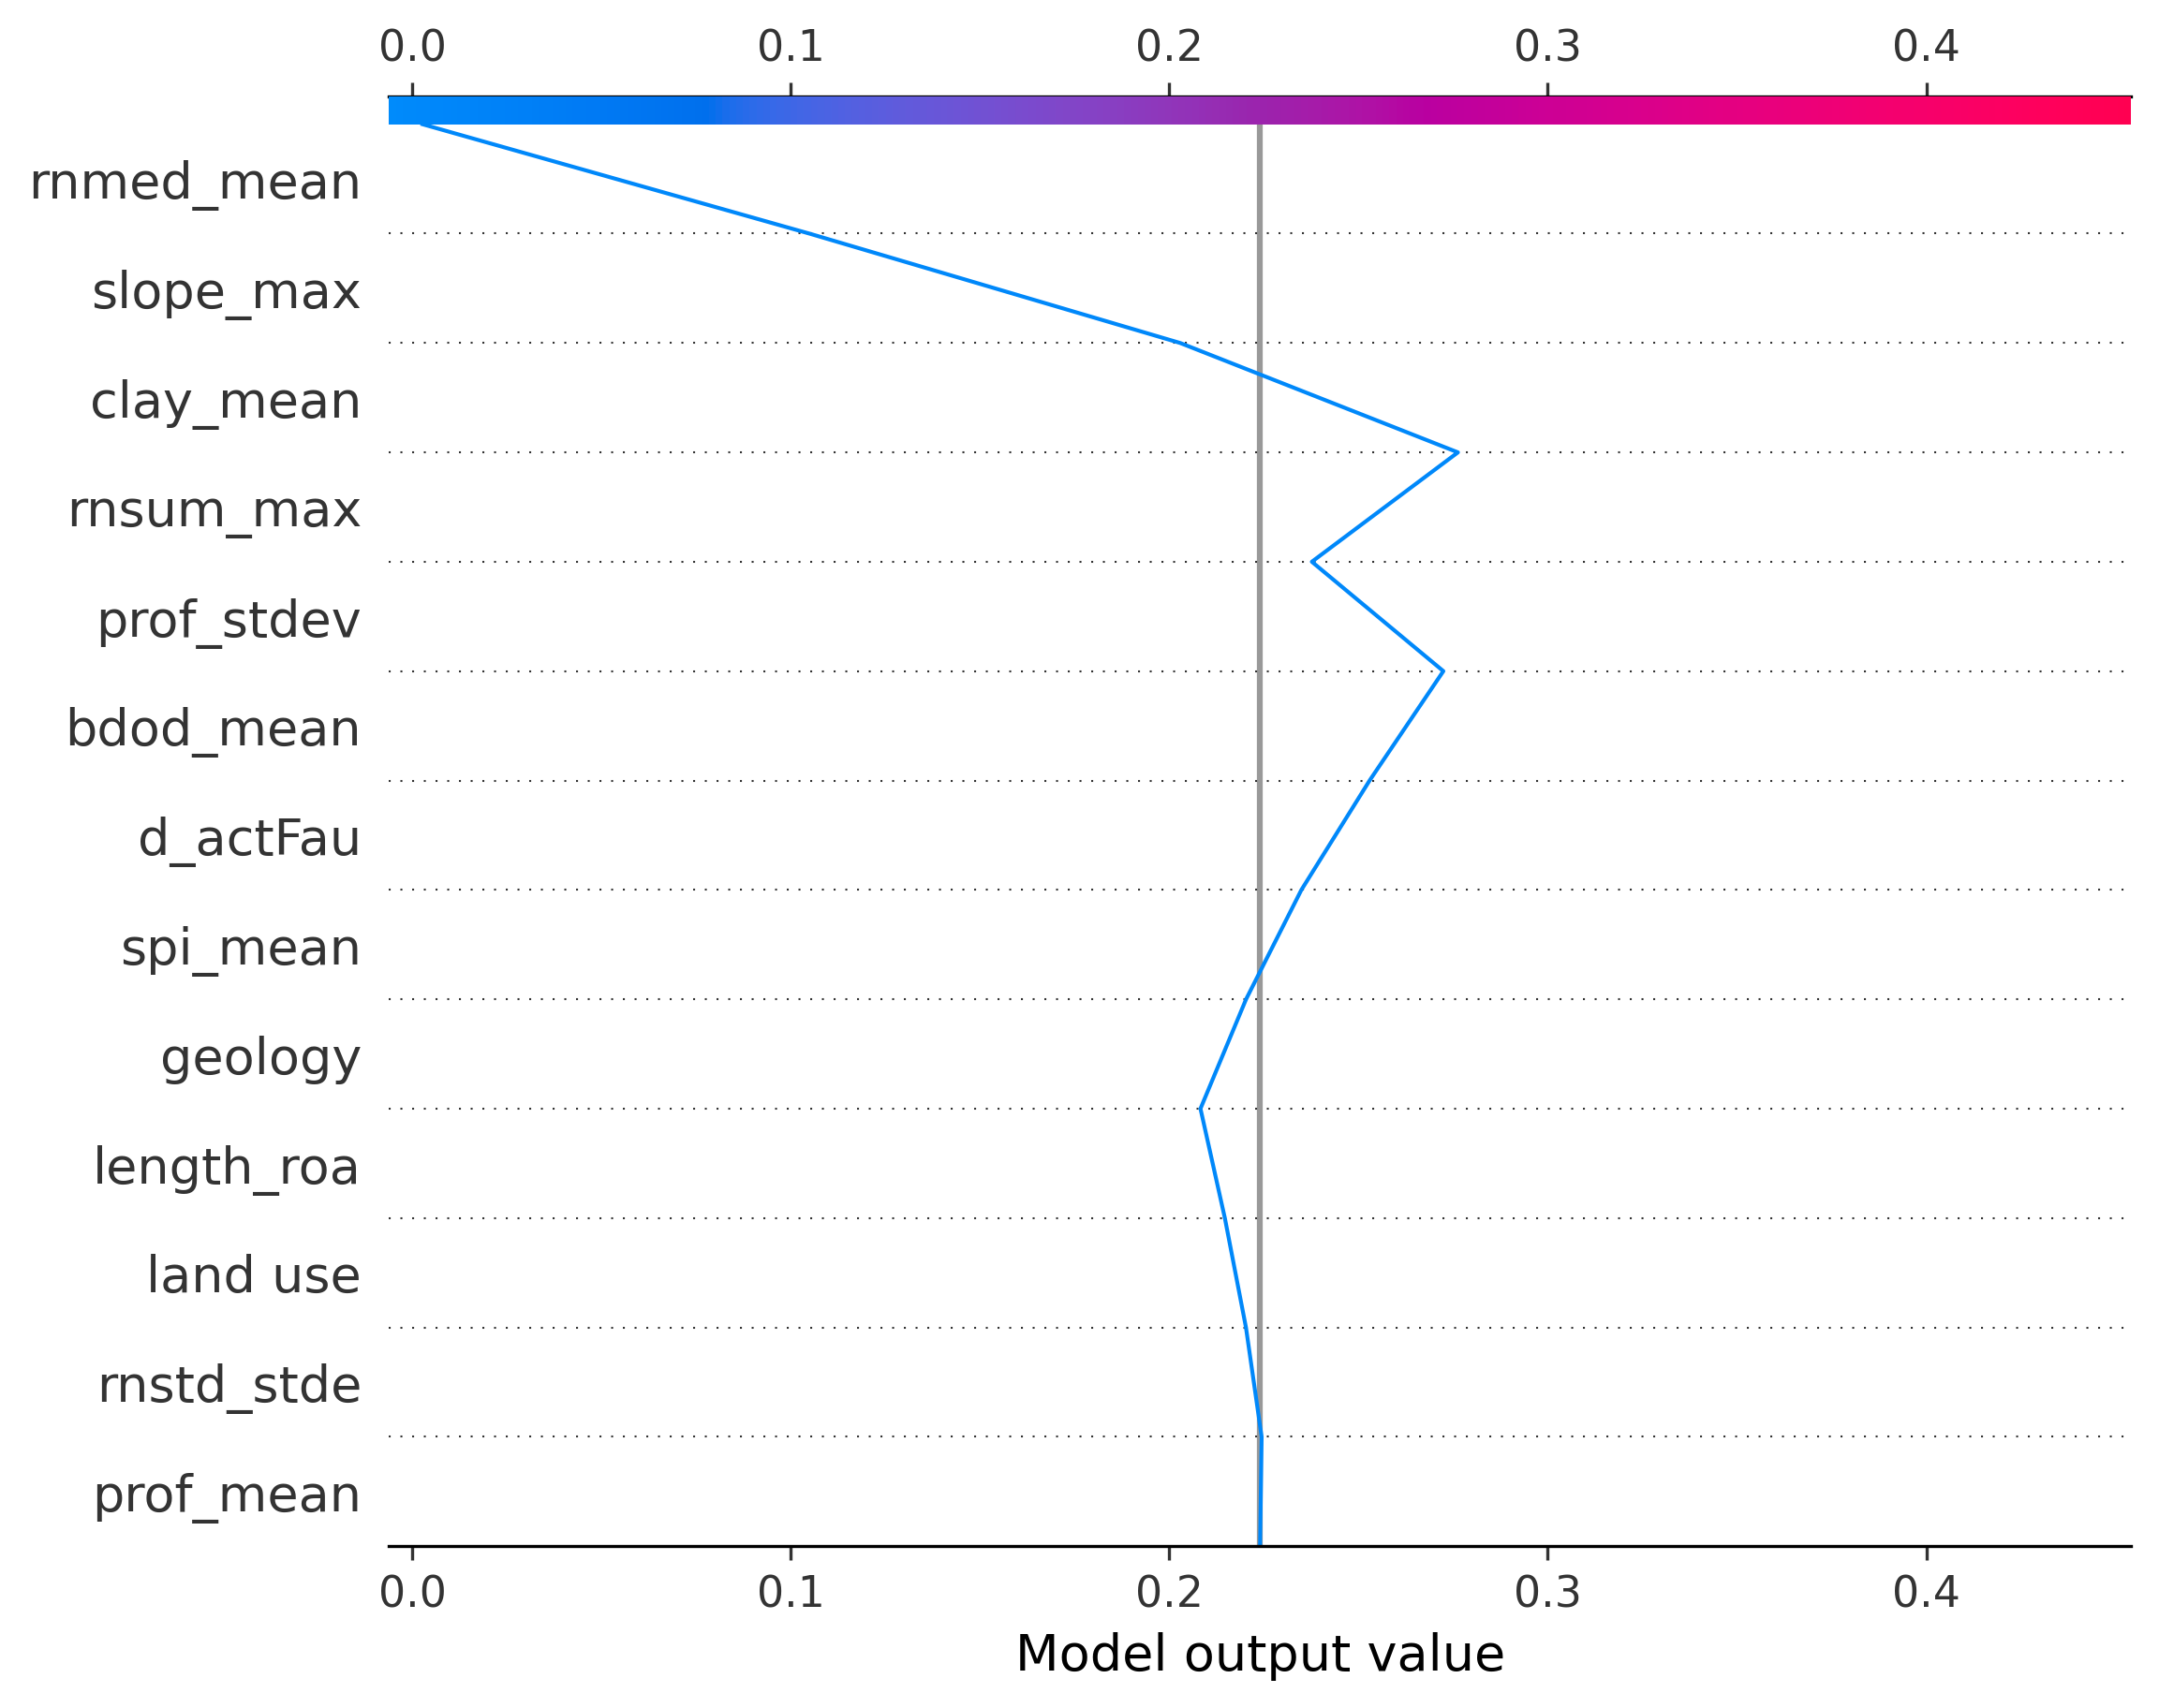 0.0 0.1 0.2 0.3 0.4
rnmed_mean
slope_max
clay_mean
rnsum_max
prof_stdev
bdod_mean
d_actFau
spi_mean
geology
length_roa
land use
rnstd_stde
prof_mean
0.0 0.1 0.2 0.3 0.4
Model output value